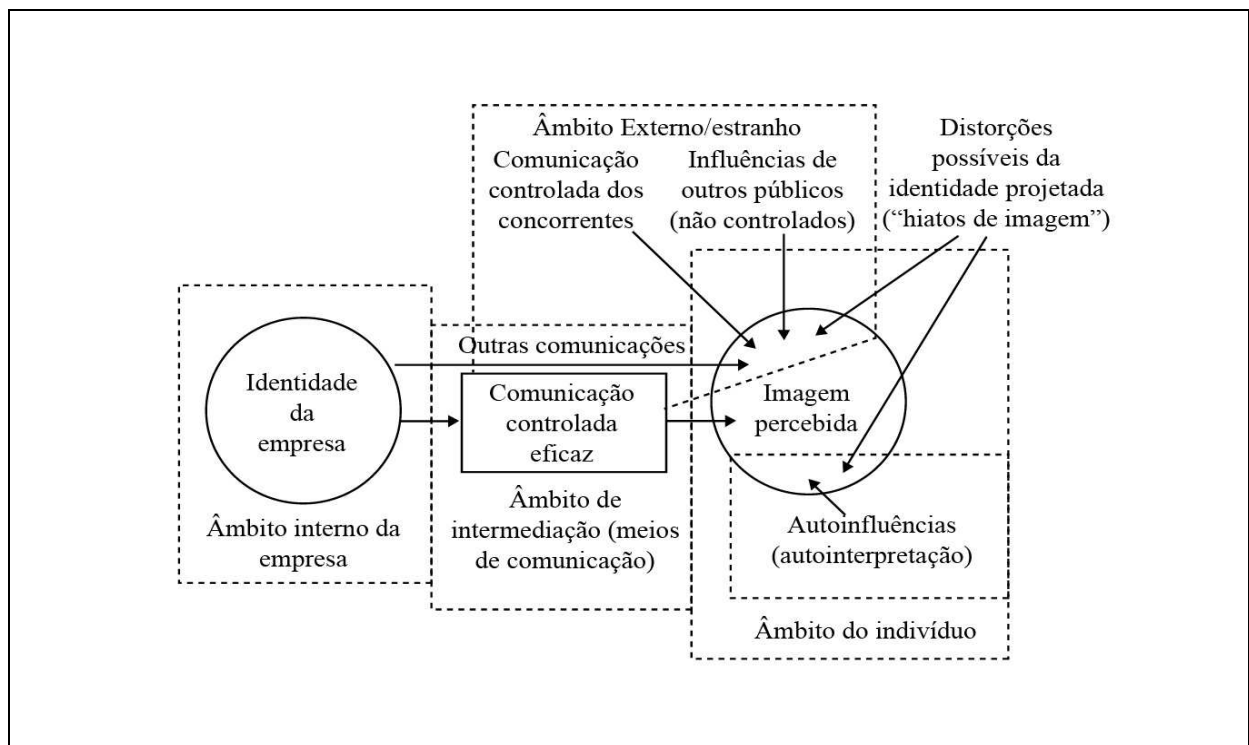 Âmbito Externo/estranho
Comunicação
controlada dos
concorrentes
Influências de
outros públicos
(não controlados)
Distorções
possíveis da
identidade projetada
(“hiatos de imagem”)
Outras comunicações
Identidade
da
empresa
Comunicação
controlada
eficaz
Imagem
percebida
Âmbito interno da
empresa
Âmbito de
intermediação (meios
de comunicação)
Autoinfluências
(autointerpretação)
Âmbito do indivíduo